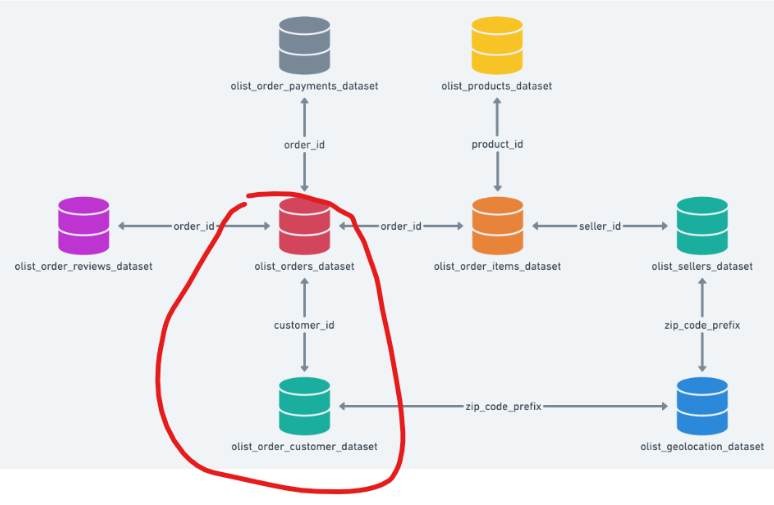 olist_order_payments_dataset
olist_products_dataset
order_id
product_id
order_id
order_id
seller_id
olist_order_reviews_dataset
olist_orders_dataset
olist_order_items_dataset
olist_sellers_dataset
customer_id
zip_code_prefix
zip_code_prefix
olist_order_customer_dataset
olist_geolocation_dataset